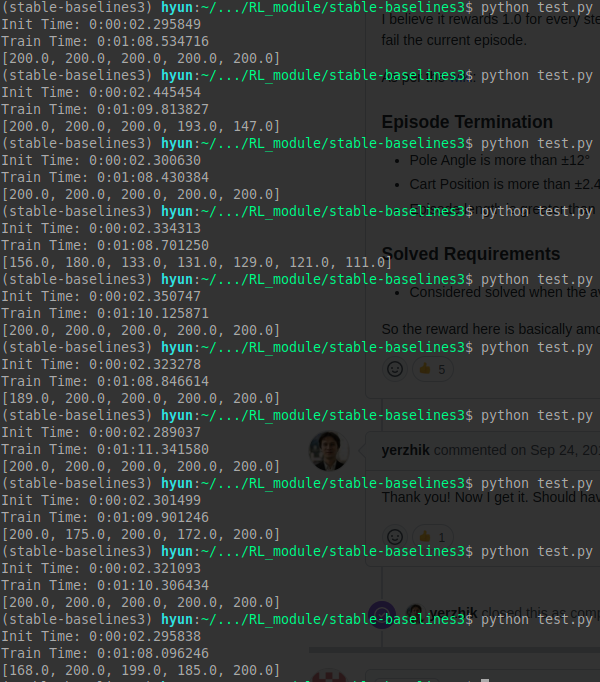 (stable-baselines3) hyun:~/.../RL_module/stable-baselines3$ python test.py
Init Time: 0:00:02.295849
Train Time: 0:01:08.534716
[200.0, 200.0, 200.0, 200.0, 200.0]
(stable-baselines3) hyun:~/.../RL_module/stable-baselines3$ python test.py
Init Time: 0:00:02.445454
Train Time: 0:01:09.813827
[200.0, 200.0, 200.0, 193.0, 147.0]
(stable-baselines3) hyun:~/.../RL_module/stable-baselines3$ python test.py
Init Time: 0:00:02.300630
Train Time: 0:01:08.430384
[200.0, 200.0, 200.0, 200.0, 200.0]
(stable-baselines3) hyun:~/.../RL_module/stable-baselines3$ python test.py
Init Time: 0:00:02.334313
Train Time: 0:01:08.701250
[156.0, 180.0, 133.0, 131.0, 129.0, 121.0, 111.0]
(stable-baselines3) hyun:~/.../RL_module/stable-baselines3$ python test.py
Init Time: 0:00:02.350747
Train Time: 0:01:10.125871
[200.0, 200.0, 200.0, 200.0, 200.0]
(stable-baselines3) hyun:~/.../RL_module/stable-baselines3$ python test.py
Init Time: 0:00:02.323278
Train Time: 0:01:08.846614
[189.0, 200.0, 200.0, 200.0, 200.0]
(stable-baselines3) hyun:~/.../RL_module/stable-baselines3$ python test.py
Init Time: 0:00:02.289037
Train Time: 0:01:11.341580
[200.0, 200.0, 200.0, 200.0, 200.0]
(stable-baselines3) hyun:~/.../RL_module/stable-baselines3$ python test.py
Init Time: 0:00:02.301499
Train Time: 0:01:09.901246
[200.0, 175.0, 200.0, 172.0, 200.0]
(stable-baselines3) hyun:~/.../RL_module/stable-baselines3$ python test.py
Init Time: 0:00:02.321093
Train Time: 0:01:10.306434
[200.0, 200.0, 200.0, 200.0, 200.0]
(stable-baselines3) hyun:~/.../RL_module/stable-baselines3$ python test.py
Init Time: 0:00:02.295838
Train Time: 0:01:08.096246
[168.0, 200.0, 199.0, 185.0, 200.0]
I believe it rewards 1.0 for every ste
fail the current episode.
Episode Termination
• Pole Angle is more than ±12°
• Cart Position is more than ±2.4
Solved Requirements
• Considered solved when the av
So the reward here is basically amo
5
yerzhik commented on Sep 24, 20
Thank you! Now I get it. Should hav
1
yerzhik closed this as comp